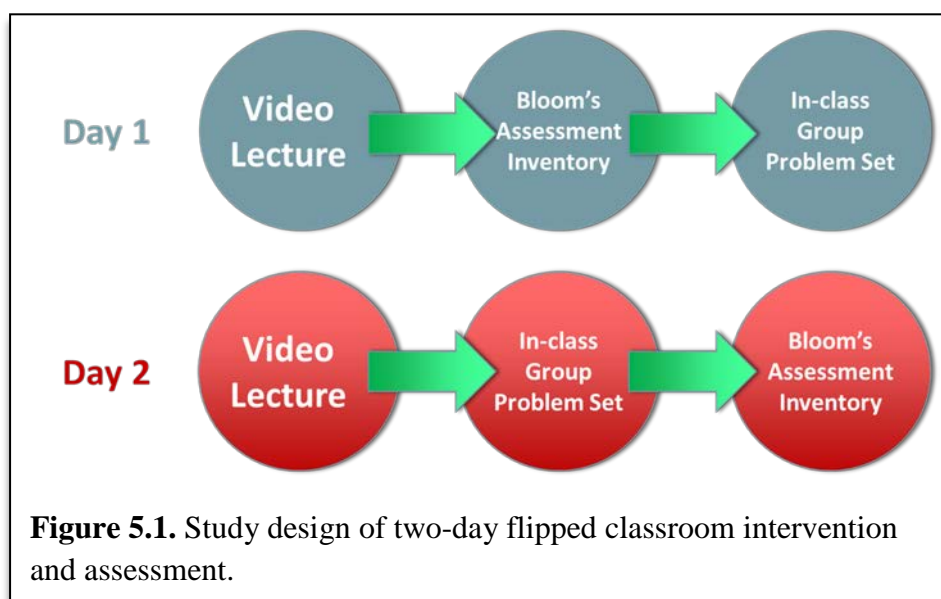 Day 1
Video
Lecture
Bloom's
Assessment
Inventory
In-class
Group
Problem Set
Day 2
Video
Lecture
In-class
Group
Problem Set
Bloom's
Assessment
Inventory
Figure 5.1. Study design of two-day flipped classroom intervention
and assessment.